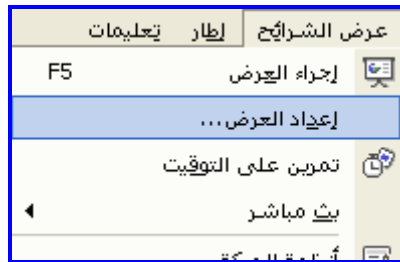 عرض الشرائح إطار تعليمات
إجراء العرض F5
إعداد العرض...
تمرين على التوقيت
بث مباشر